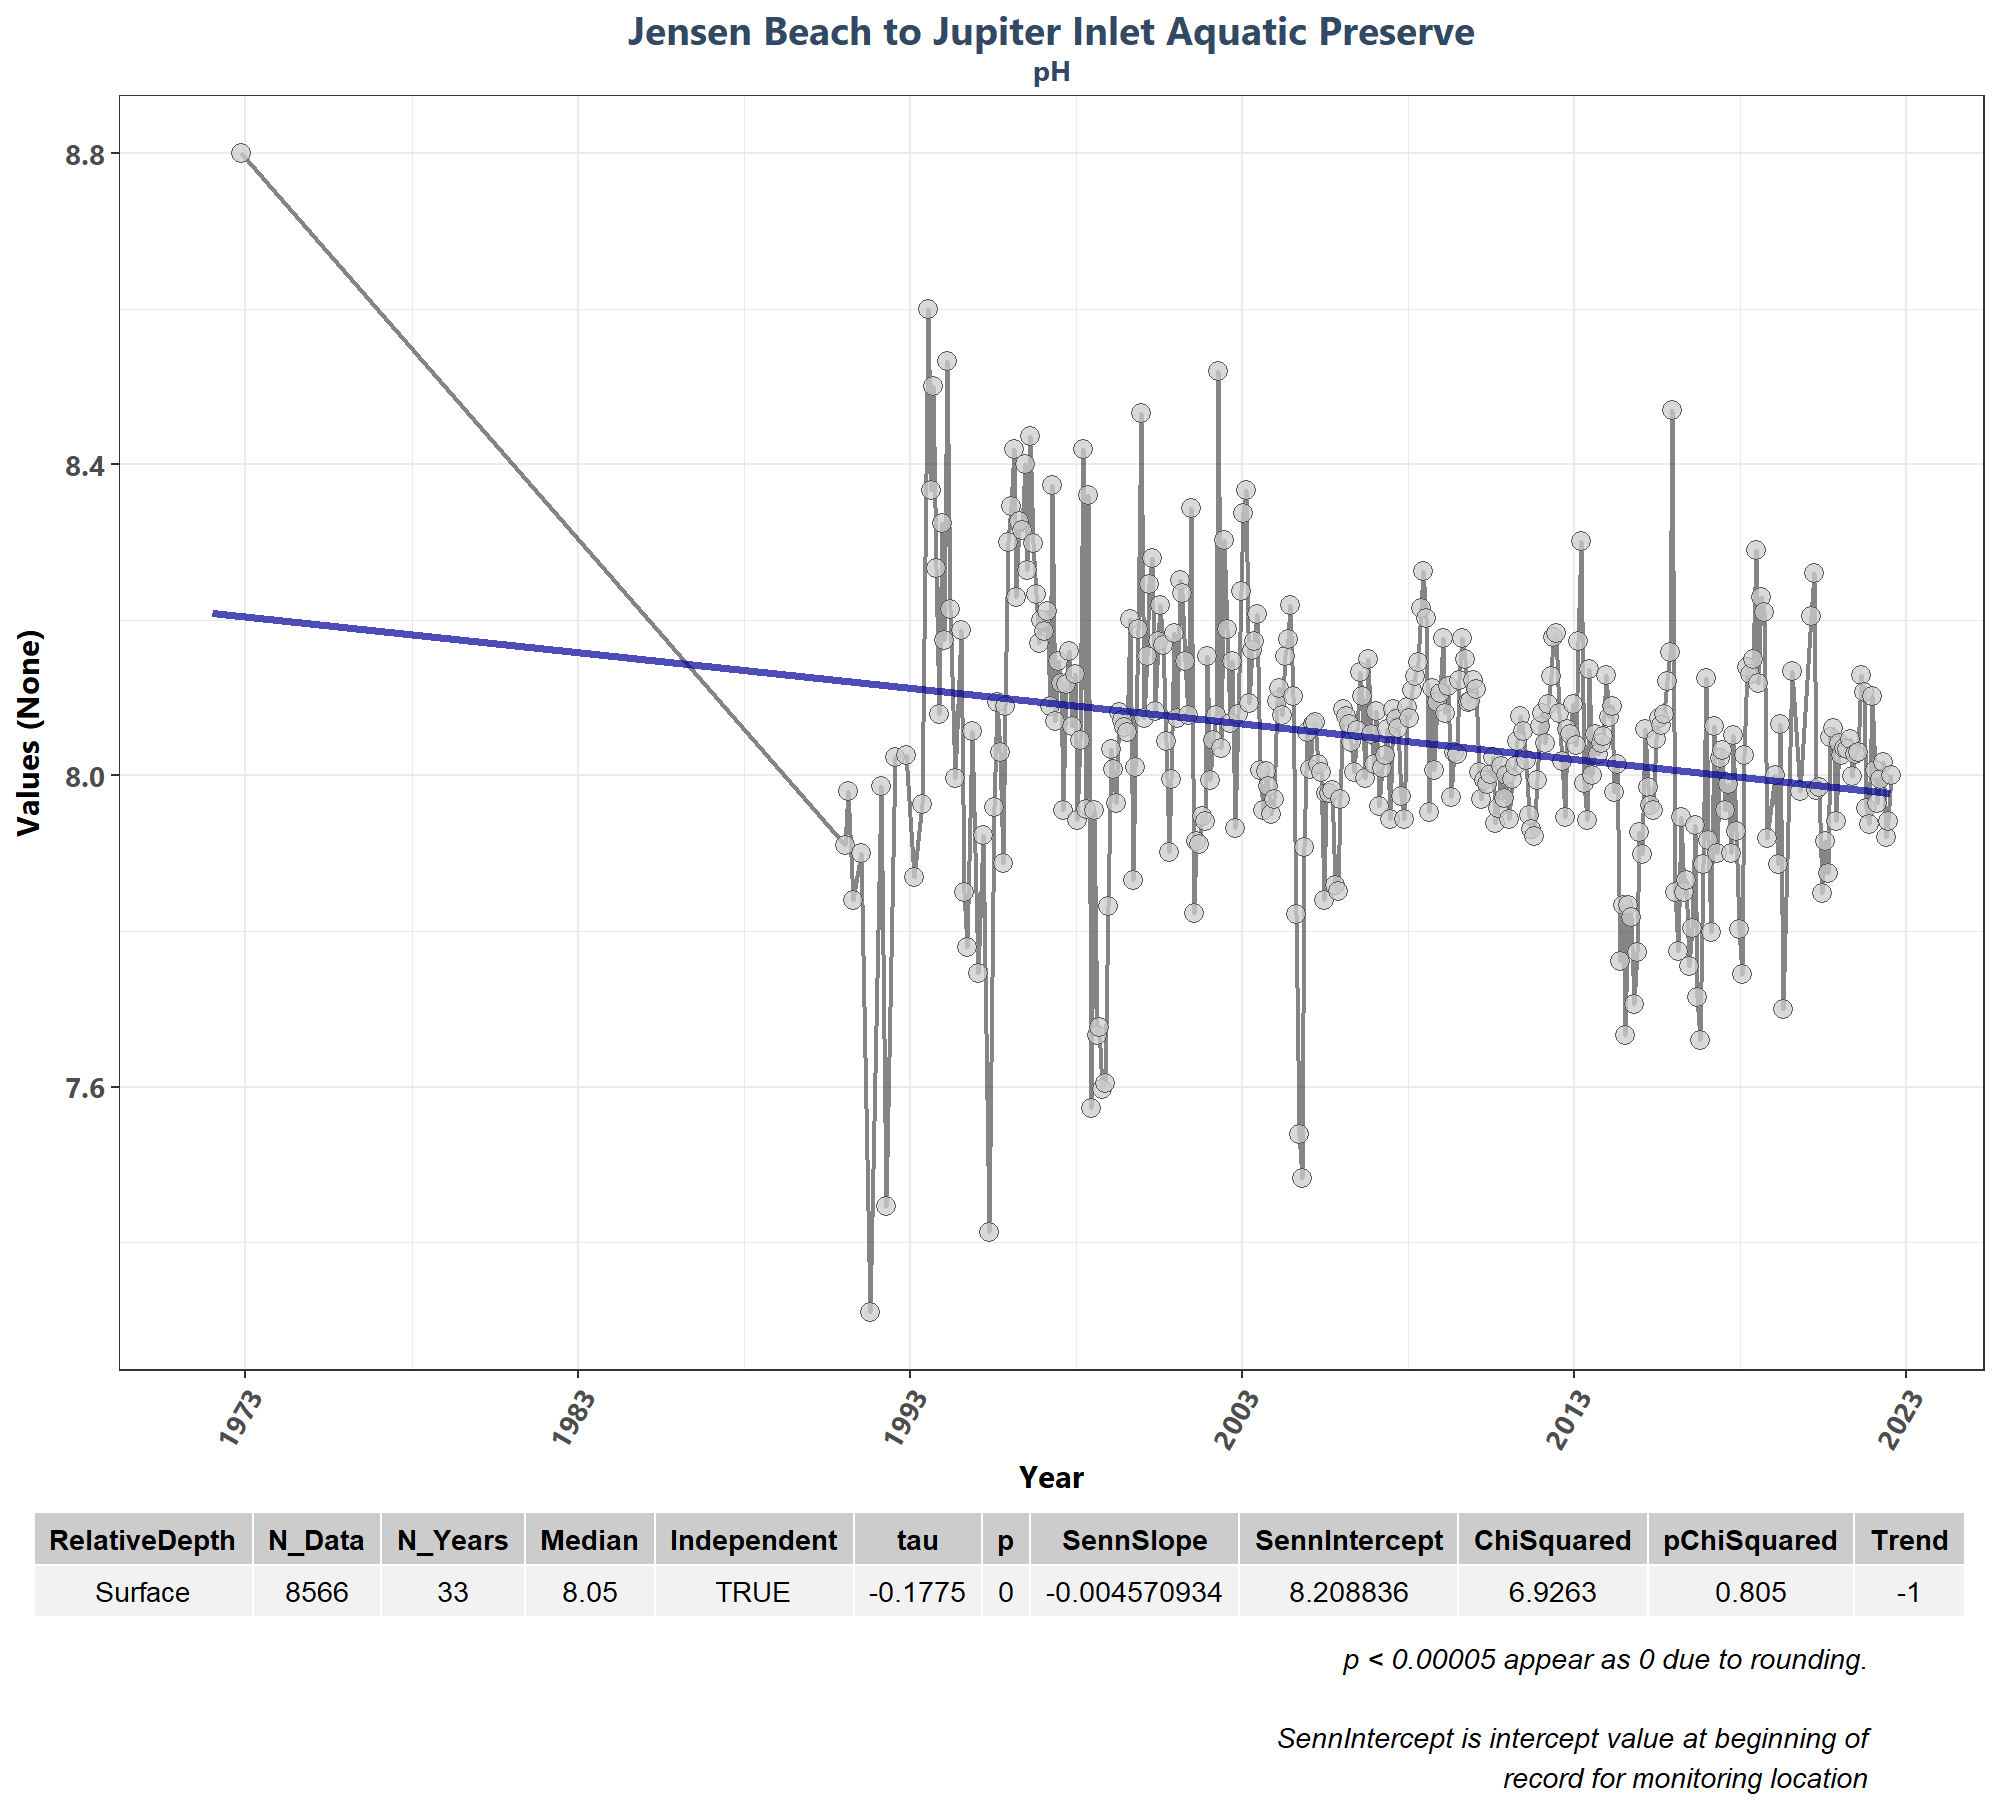 Jensen Beach to Jupiter Inlet Aquatic Preserve
pH
Values (None)
8.8
8.4
8.0
7.6
1973
1983
1993
2003
2013
2023
Year
RelativeDepth N_Data N_Years Median Independent tau p SennSlope SennIntercept ChiSquared pChiSquared Trend
Surface 8566 33 8.05 TRUE -0.1775 0 -0.004570934 8.208836 6.9263 0.805 -1
p < 0.00005 appear as 0 due to rounding.
SennIntercept is intercept value at beginning of
record for monitoring location